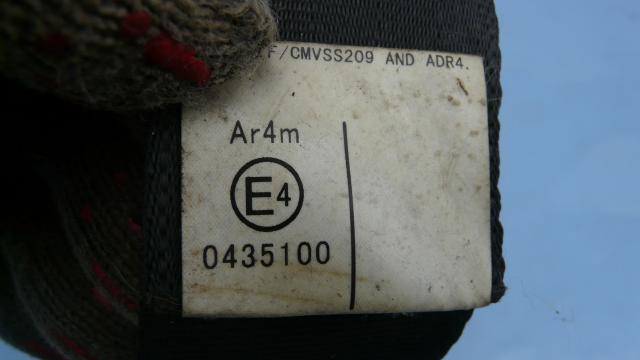 F/CMVSS209 AND ADR4.
Ar4m
E4
0435100